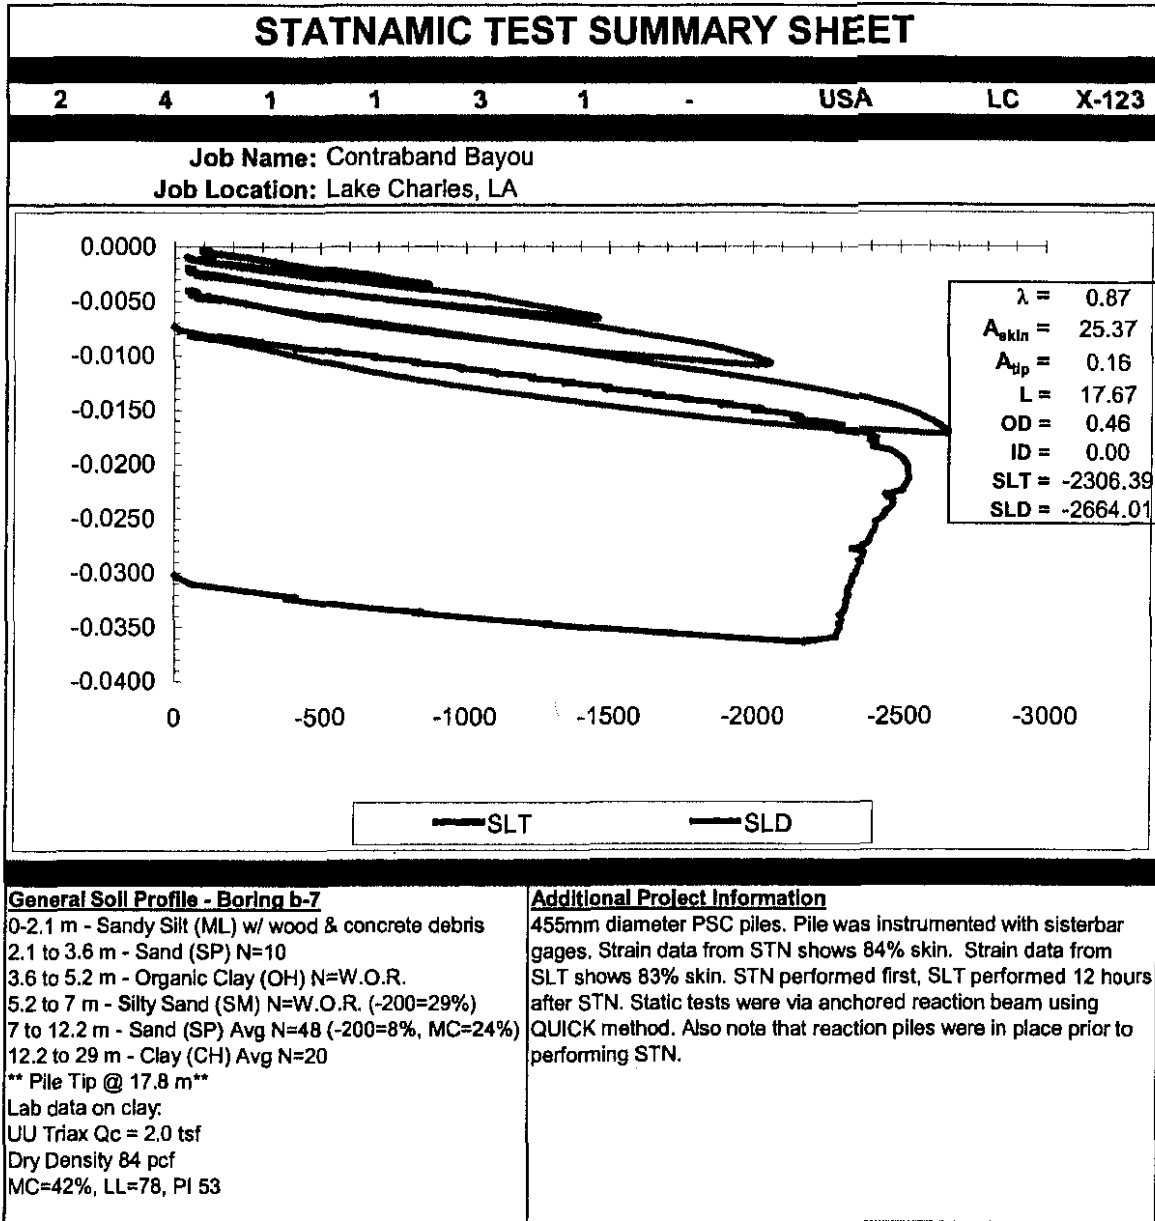 STATNAMIC TEST SUMMARY SHEET
2 4 1 1 3 1 - USA LC X-123
Job Name: Contraband Bayou
Job Location: Lake Charles, LA
0.0000
-0.0050
-0.0100
-0.0150
-0.0200
-0.0250
-0.0300
-0.0350
-0.0400
0 -500 -1000 -1500 -2000 -2500 -3000
λ = 0.87
Askin = 25.37
Atip = 0.16
L = 17.67
OD = 0.46
ID = 0.00
SLT = -2306.39
SLD = -2664.01
SLT SLD
General Soil Profile - Boring b-7
0-2.1 m - Sandy Silt (ML) w/ wood & concrete debris
2.1 to 3.6 m - Sand (SP) N=10
3.6 to 5.2 m - Organic Clay (OH) N=W.O.R.
5.2 to 7 m - Silty Sand (SM) N=W.O.R. (-200=29%)
7 to 12.2 m - Sand (SP) Avg N=48 (-200=8%, MC=24%)
12.2 to 29 m - Clay (CH) Avg N=20
** Pile Tip @ 17.8 m**
Lab data on clay:
UU Triax Qc = 2.0 tsf
Dry Density 84 pcf
MC=42%, LL=78, PI 53
Additional Project Information
455mm diameter PSC piles. Pile was instrumented with sisterbar
gages. Strain data from STN shows 84% skin. Strain data from
SLT shows 83% skin. STN performed first, SLT performed 12 hours
after STN. Static tests were via anchored reaction beam using
QUICK method. Also note that reaction piles were in place prior to
performing STN.